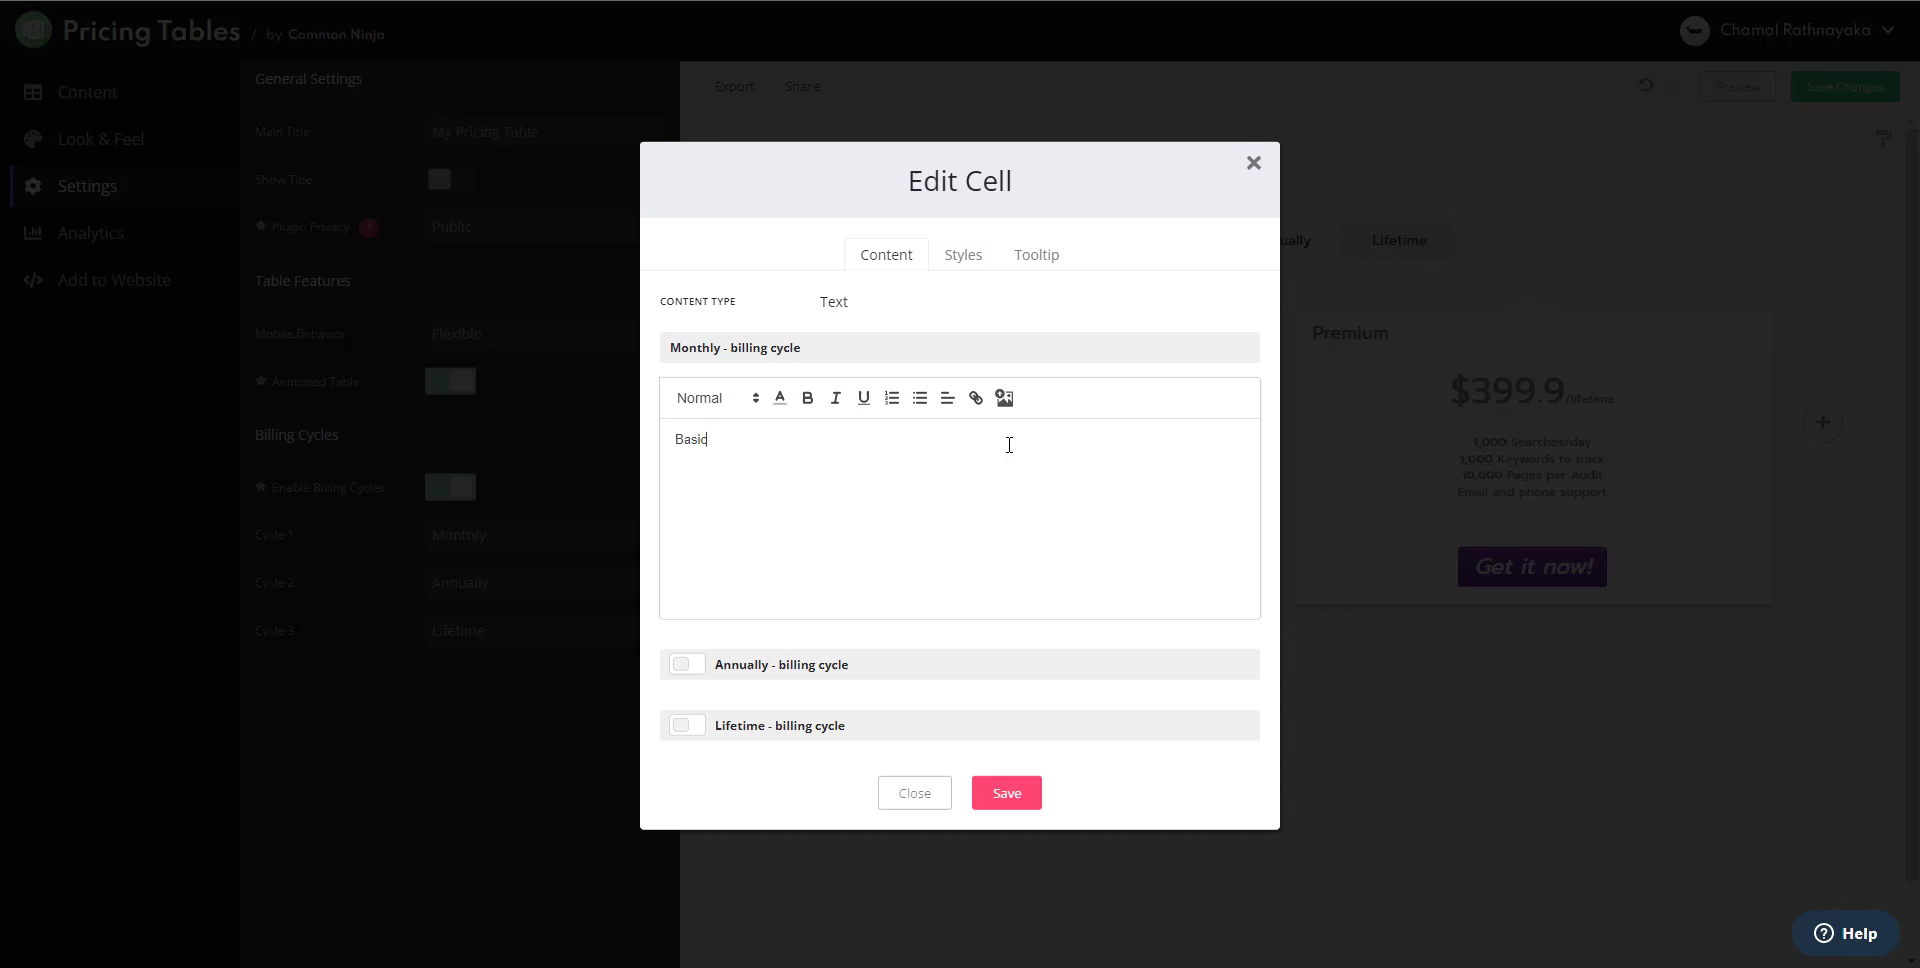 Pricing Tables / by Common Ninja
Chamal Rathnayaka
Content
Look & Feel
Settings
Analytics
Add to Website
General Settings
Main Title My Pricing Table
Show Title
Plugin Privacy ? Public
Table Features
Mobile Behavior Flexible
Animated Table
Billing Cycles
Enable Billing Cycles
Cycle 1 Monthly
Cycle 2 Annually
Cycle 3 Lifetime
Export Share
Preview Save Changes
Edit Cell
Content Styles Tooltip
CONTENT TYPE Text
Monthly - billing cycle
Normal
Basic
Annually - billing cycle
Lifetime - billing cycle
Close Save
ually Lifetime
Premium
$399.9/lifetime
1,000 Searches/day
1,000 Keywords to track
10,000 Pages per Audit
Email and phone support
Get it now!
Help